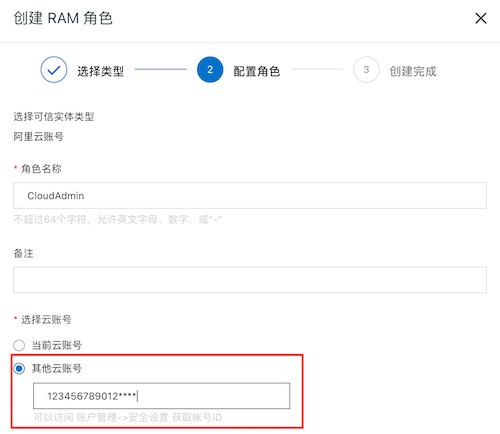 创建 RAM 角色
选择类型
2
配置角色
3
创建完成
选择可信实体类型
阿里云账号
* 角色名称
CloudAdmin
不超过64个字符，允许英文字母、数字，或"-"
备注
* 选择云账号
当前云账号
其他云账号
123456789012****
可以访问 账户管理->安全设置 获取帐号ID